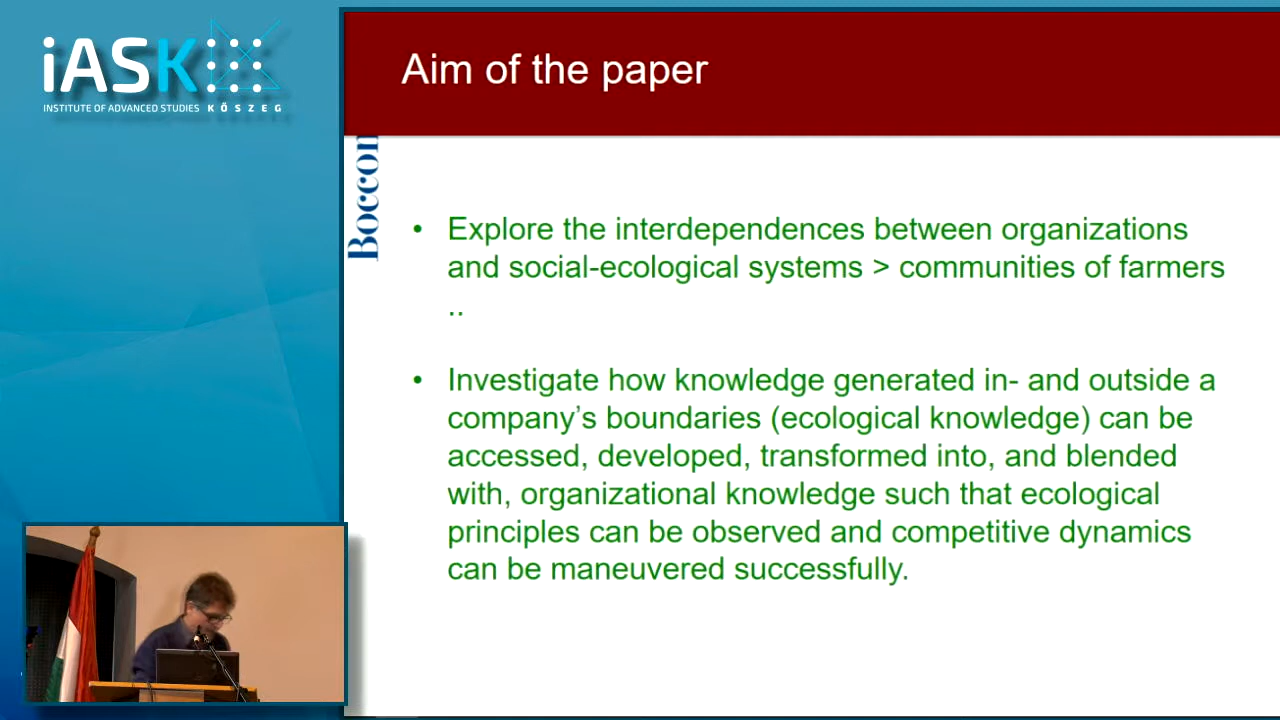 iASK
INSTITUTE OF ADVANCED STUDIES KŐSZEG
Aim of the paper
Boccon
• Explore the interdependences between organizations
and social-ecological systems > communities of farmers
..
• Investigate how knowledge generated in- and outside a
company’s boundaries (ecological knowledge) can be
accessed, developed, transformed into, and blended
with, organizational knowledge such that ecological
principles can be observed and competitive dynamics
can be maneuvered successfully.